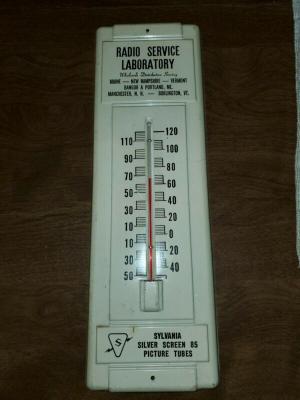 RADIO SERVICE
LABORATORY
Wholesale Distributors Serving
MAINE — NEW HAMPSHIRE — VERMONT
BANGOR & PORTLAND, ME.
MANCHESTER, N. H. — BURLINGTON, VT.
120
110 100
90 80
70 60
50 40
30 20
10 0
10 20
30 40
50
S
SYLVANIA
SILVER SCREEN 85
PICTURE TUBES